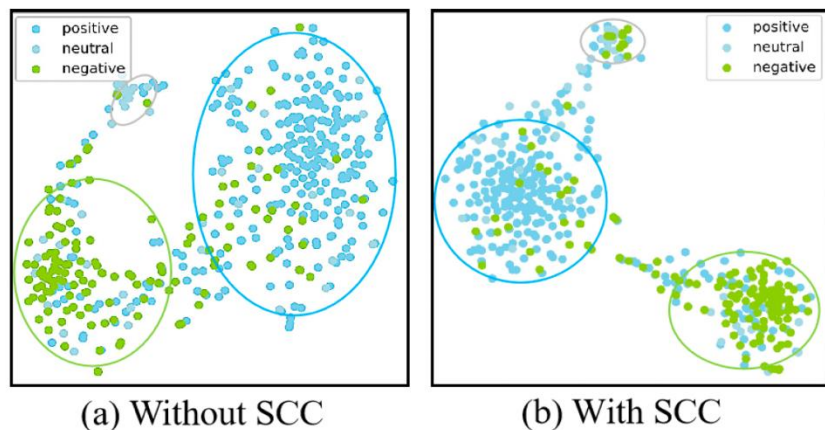 positive
neutral
negative
positive
neutral
negative
(a) Without SCC
(b) With SCC